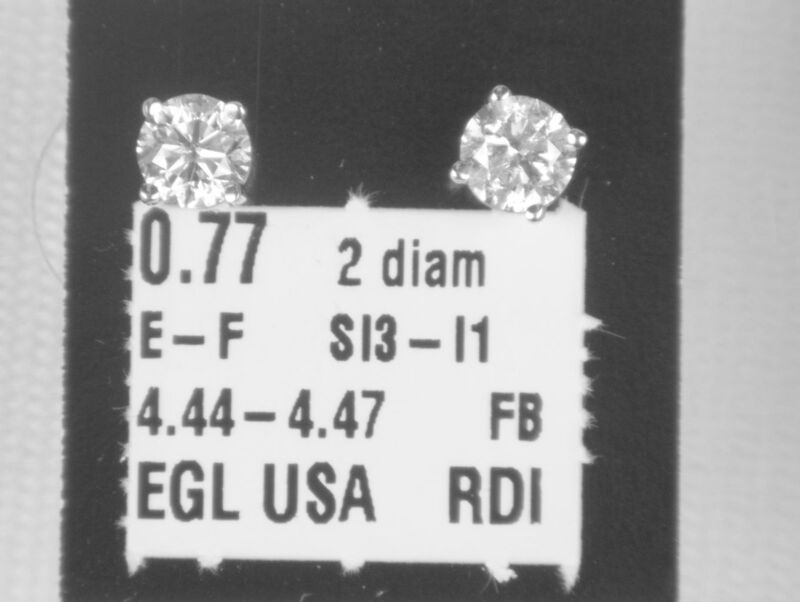 0.77 2 diam
E–F SI3–I1
4.44–4.47 FB
EGL USA RDI